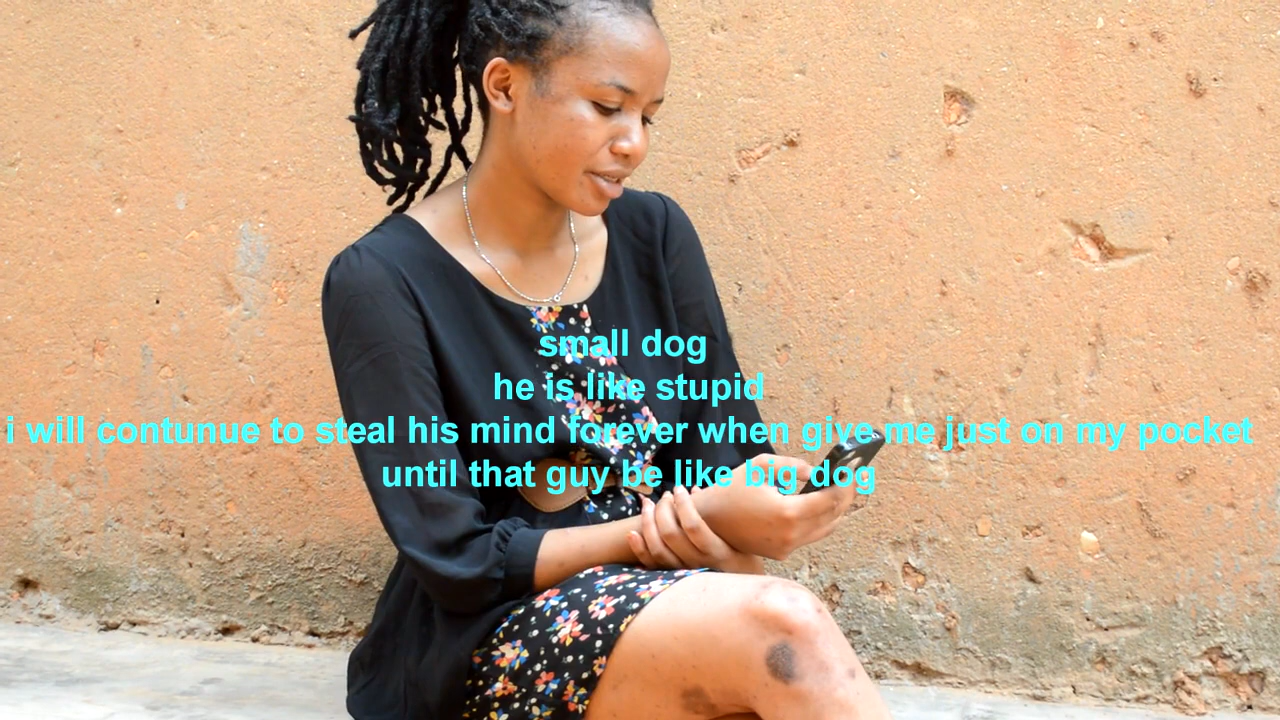 small dog
he is like stupid
i will contunue to steal his mind forever when give me just on my pocket
until that guy be like big dog